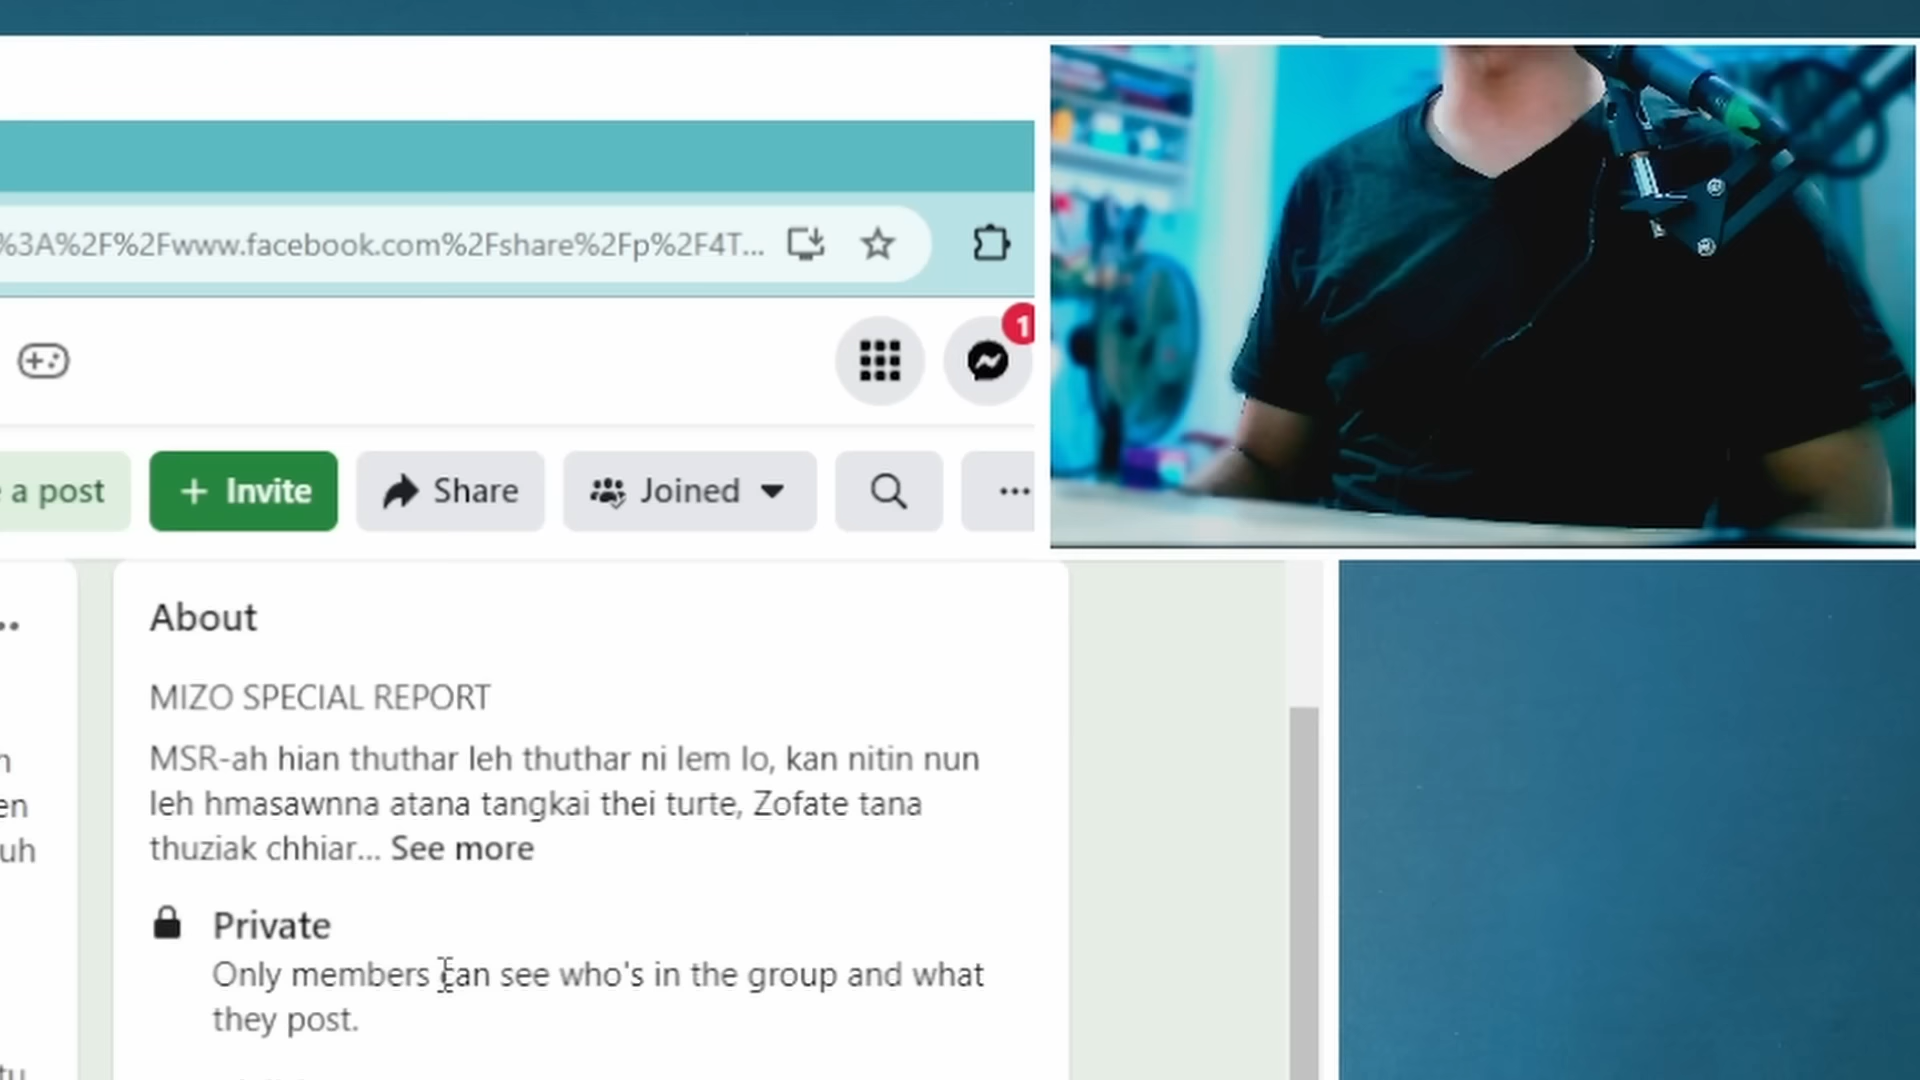 %3A%2F%2Fwww.facebook.com%2Fshare%2Fp%2F4T...
1
a post
+ Invite
Share
Joined
...
About
MIZO SPECIAL REPORT
MSR-ah hian thuthar leh thuthar ni lem lo, kan nitin nun
leh hmasawnna atana tangkai thei turte, Zofate tana
thuziak chhiar... See more
Private
Only members can see who's in the group and what
they post.